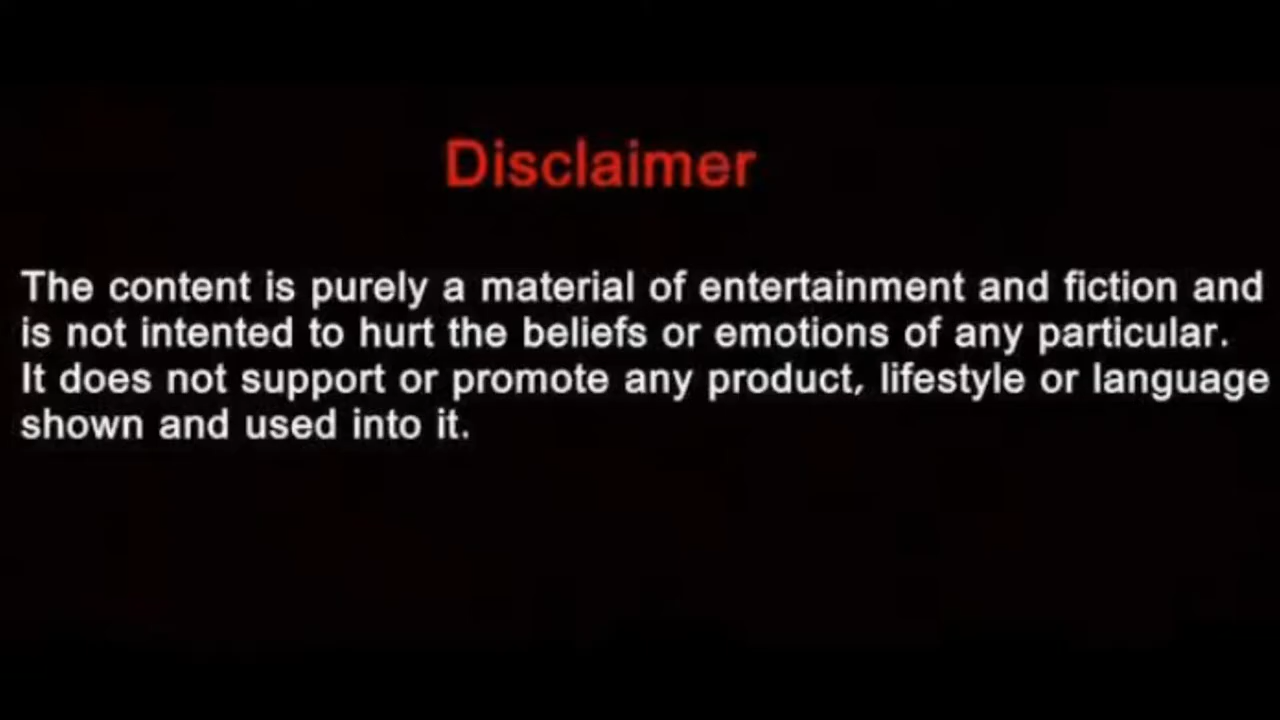 Disclaimer
The content is purely a material of entertainment and fiction and
is not intented to hurt the beliefs or emotions of any particular.
It does not support or promote any product, lifestyle or language
shown and used into it.